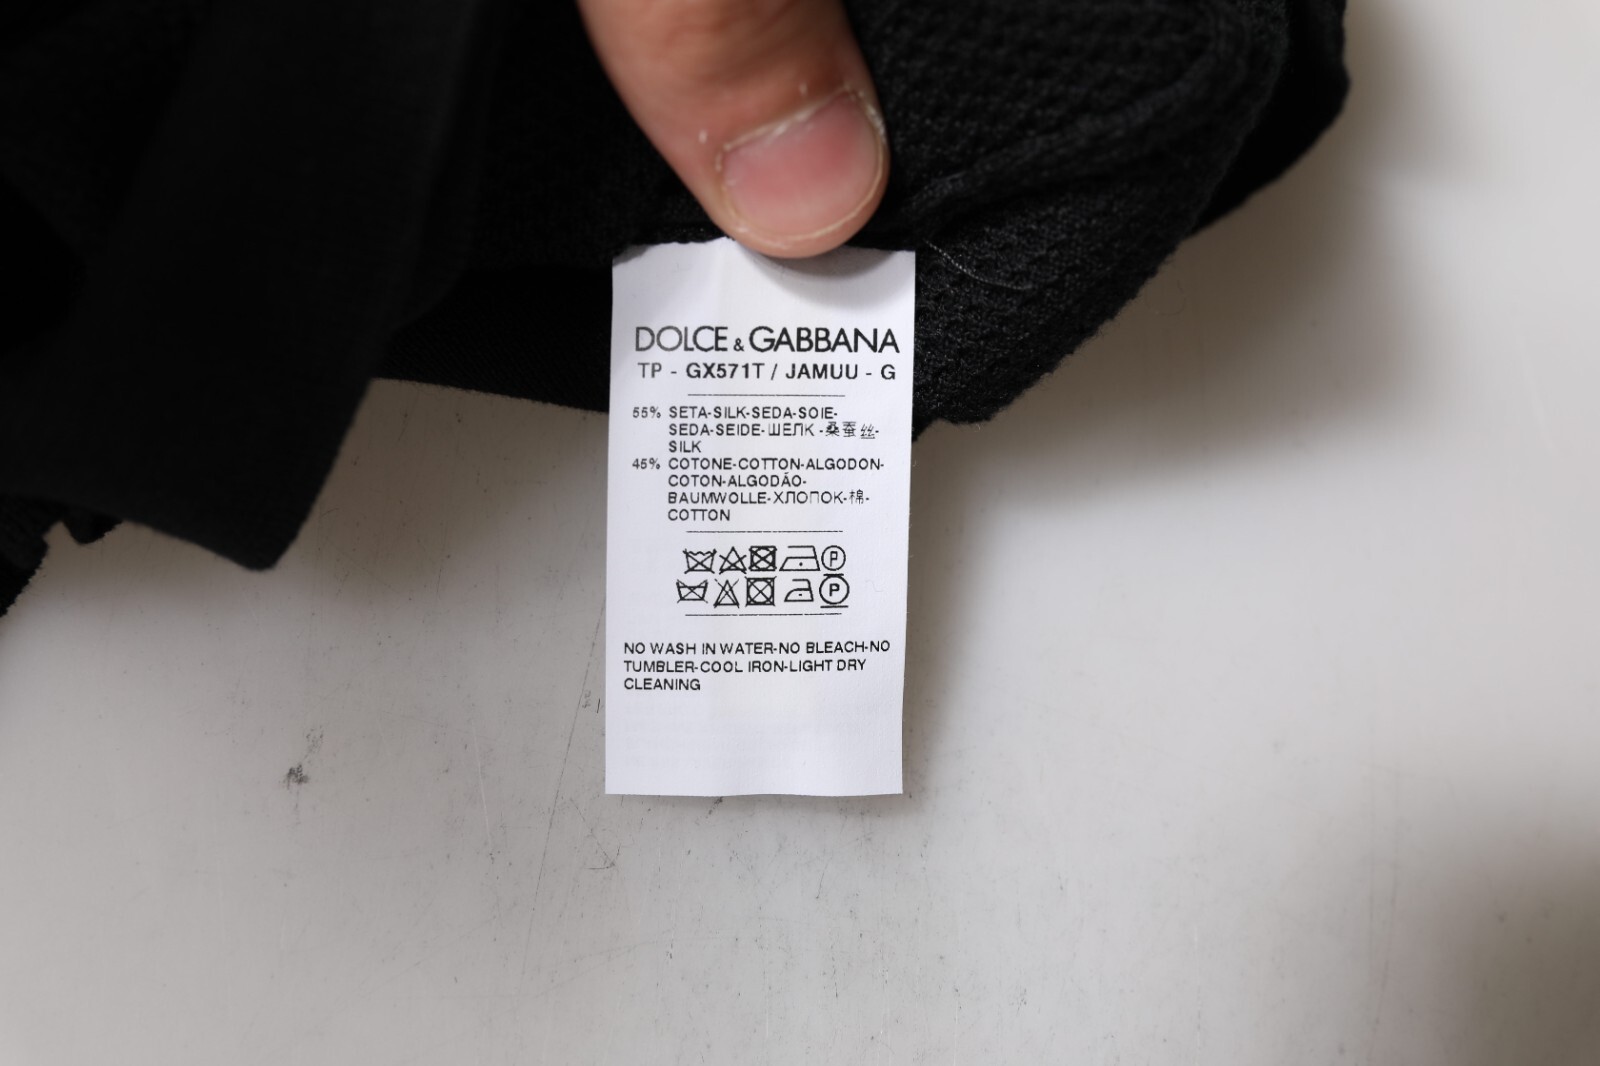 DOLCE & GABBANA
TP - GX571T / JAMUU - G
55% SETA-SILK-SEDA-SOIE-
SEDA-SEIDE-ШЕЛК -桑蚕丝-
SILK
45% COTONE-COTTON-ALGODON-
COTON-ALGODÃO-
BAUMWOLLE-ХЛОПОК-棉-
COTTON
P
P
NO WASH IN WATER-NO BLEACH-NO
TUMBLER-COOL IRON-LIGHT DRY
CLEANING